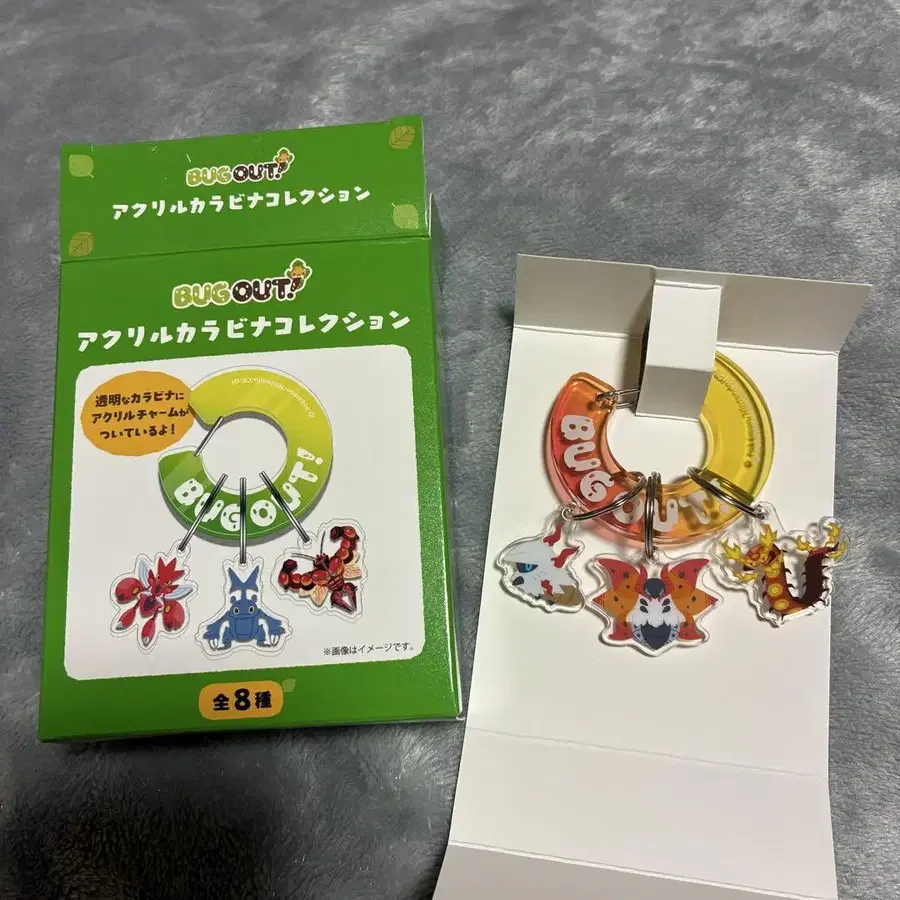 BUG OUT!
アクリルカラビナコレクション
BUG OUT!
アクリルカラビナコレクション
透明なカラビナに
アクリルチャームが
ついているよ!
BUG OUT!
※画像はイメージです。
全8種
BUG OUT!